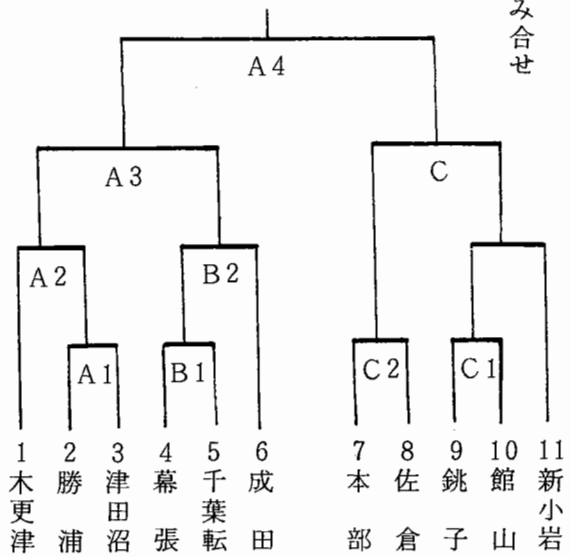 み合せ
A4
A3
C
A2
B2
A1
B1
C2
C1
1 木更津
2 勝浦
3 津田沼
4 幕張
5 千葉転
6 成田
7 本部
8 佐倉
9 銚子
10 館山
11 新小岩